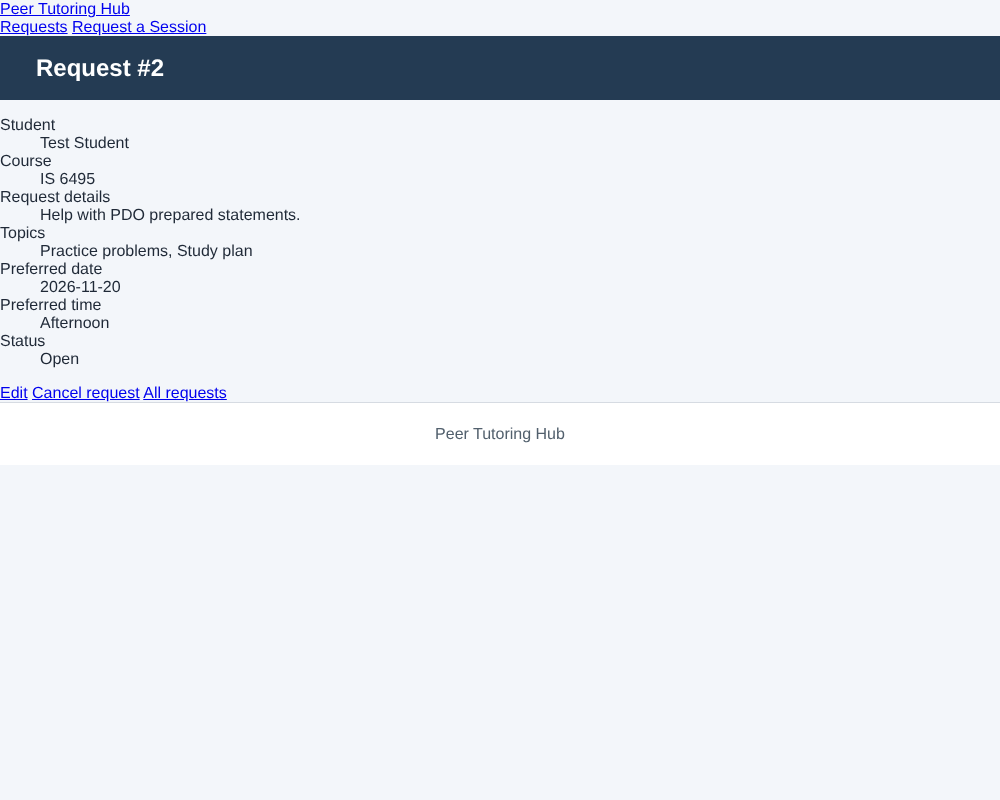 Peer Tutoring Hub
Requests Request a Session
Request #2
Student
Test Student
Course
IS 6495
Request details
Help with PDO prepared statements.
Topics
Practice problems, Study plan
Preferred date
2026-11-20
Preferred time
Afternoon
Status
Open
Edit Cancel request All requests
Peer Tutoring Hub